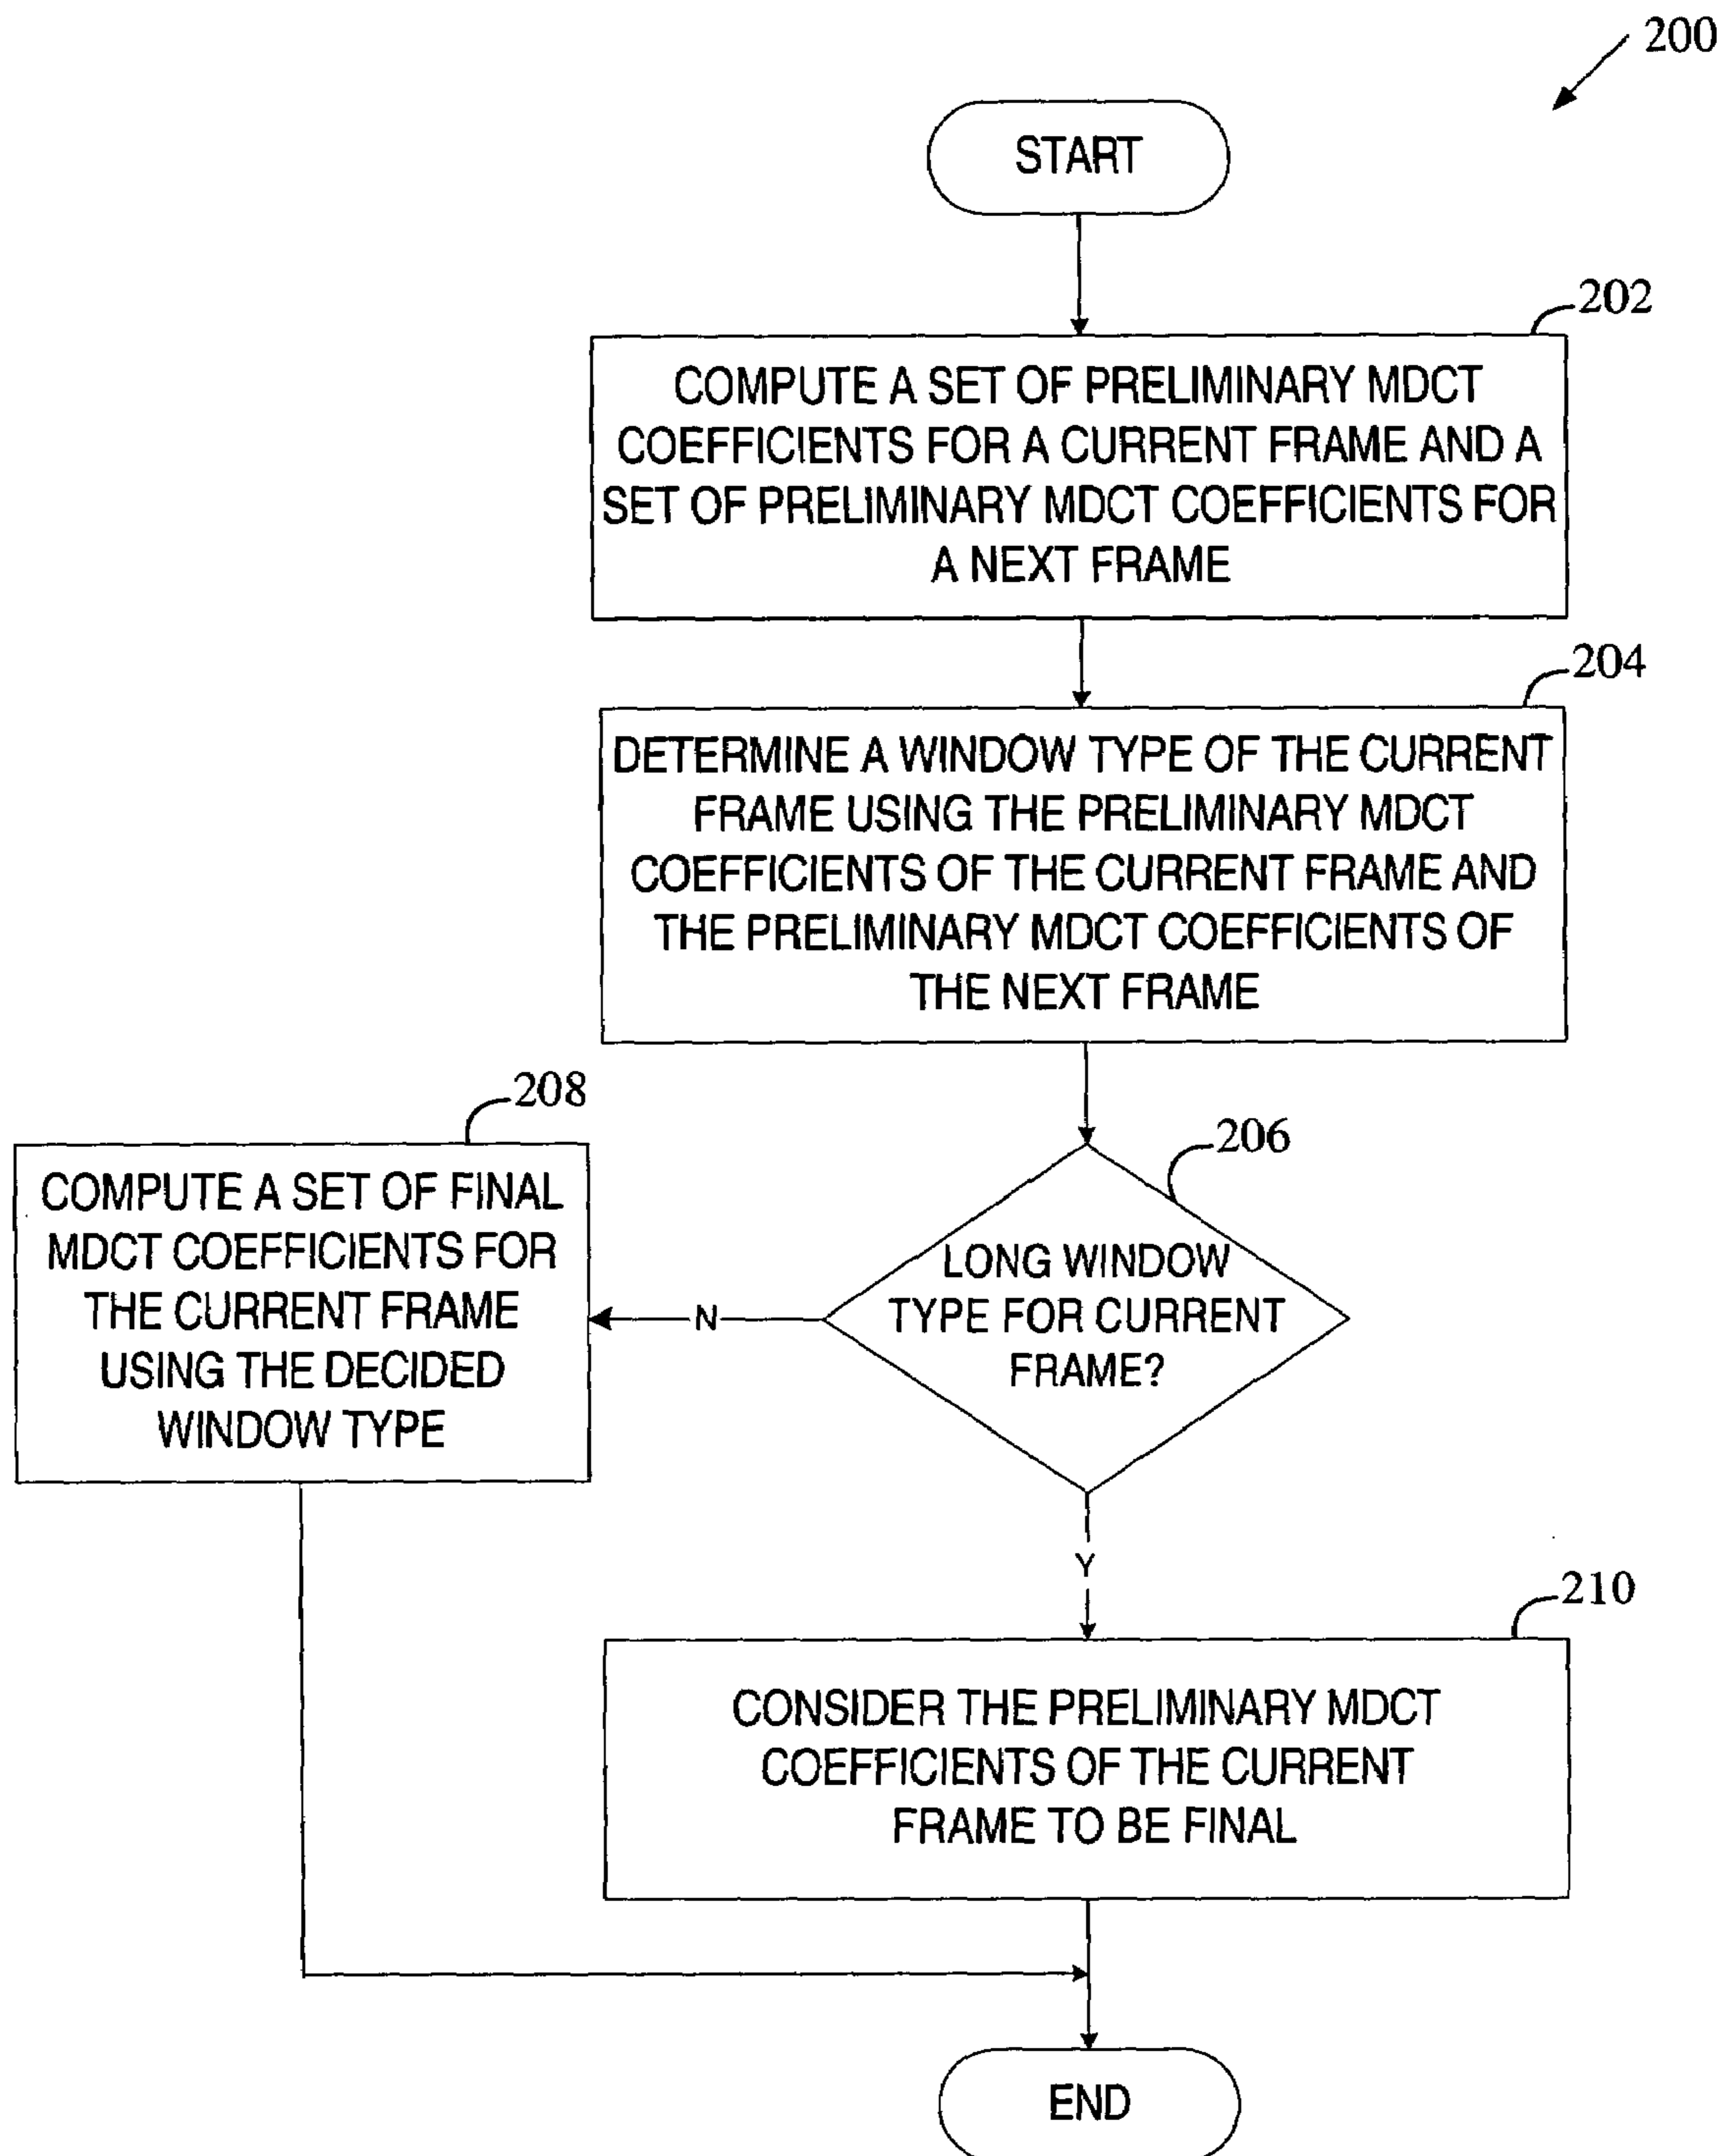 200
START
202
COMPUTE A SET OF PRELIMINARY MDCT
COEFFICIENTS FOR A CURRENT FRAME AND A
SET OF PRELIMINARY MDCT COEFFICIENTS FOR
A NEXT FRAME
204
DETERMINE A WINDOW TYPE OF THE CURRENT
FRAME USING THE PRELIMINARY MDCT
COEFFICIENTS OF THE CURRENT FRAME AND
THE PRELIMINARY MDCT COEFFICIENTS OF
THE NEXT FRAME
206
LONG WINDOW
TYPE FOR CURRENT
FRAME?
N
208
COMPUTE A SET OF FINAL
MDCT COEFFICIENTS FOR
THE CURRENT FRAME
USING THE DECIDED
WINDOW TYPE
Y
210
CONSIDER THE PRELIMINARY MDCT
COEFFICIENTS OF THE CURRENT
FRAME TO BE FINAL
END